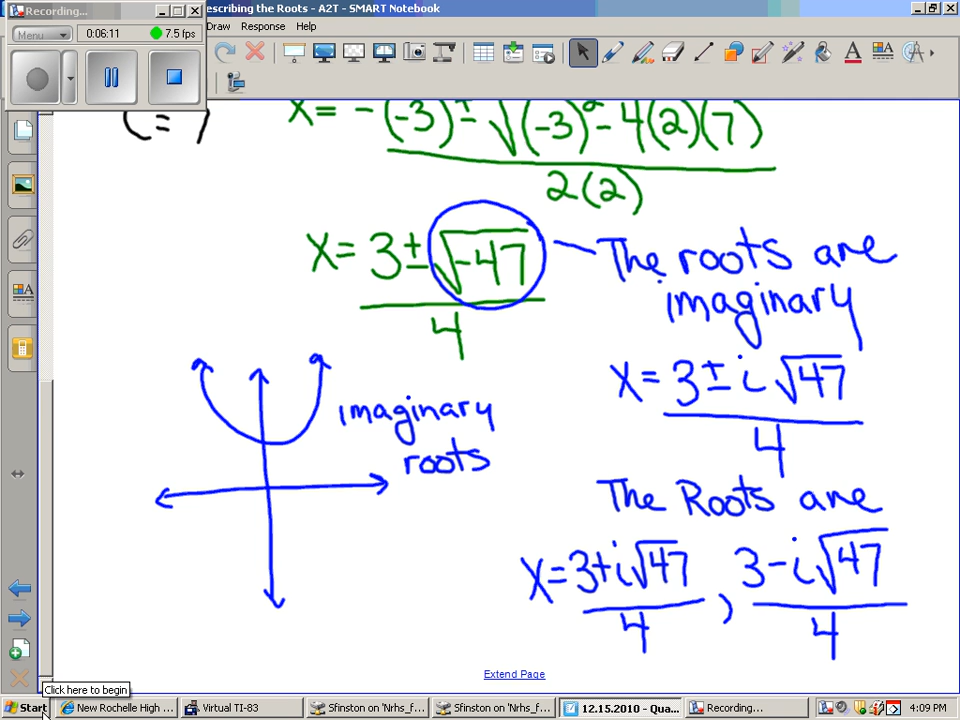 Recording...
escribing the Roots - A2T - SMART Notebook
Menu
0:06:11
7.5 fps
Draw Response Help
C=7
X= -(-3)±√(-3)²-4(2)(7)
2(2)
X= 3±√-47
4
The roots are
imaginary
X= 3± i√47
4
imaginary
roots
The Roots are
X=3+i√47 , 3-i√47
4 4
Extend Page
Click here to begin
Start
New Rochelle High ...
Virtual TI-83
Sfinston on 'Nrhs_f...
Sfinston on 'Nrhs_f...
12.15.2010 - Qua...
Recording...
4:09 PM